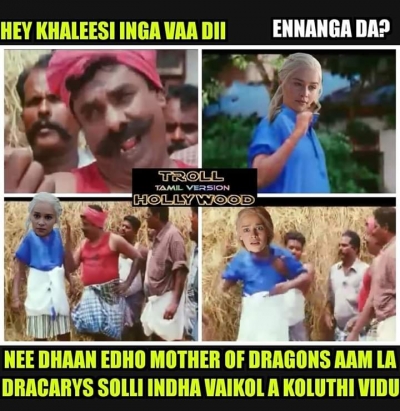 HEY KHALEESI INGA VAA DII
ENNANGA DA?
TROLL
TAMIL VERSION
HOLLYWOOD
NEE DHAAN EDHO MOTHER OF DRAGONS AAM LA
DRACARYS SOLLI INDHA VAIKOL A KOLUTHI VIDU